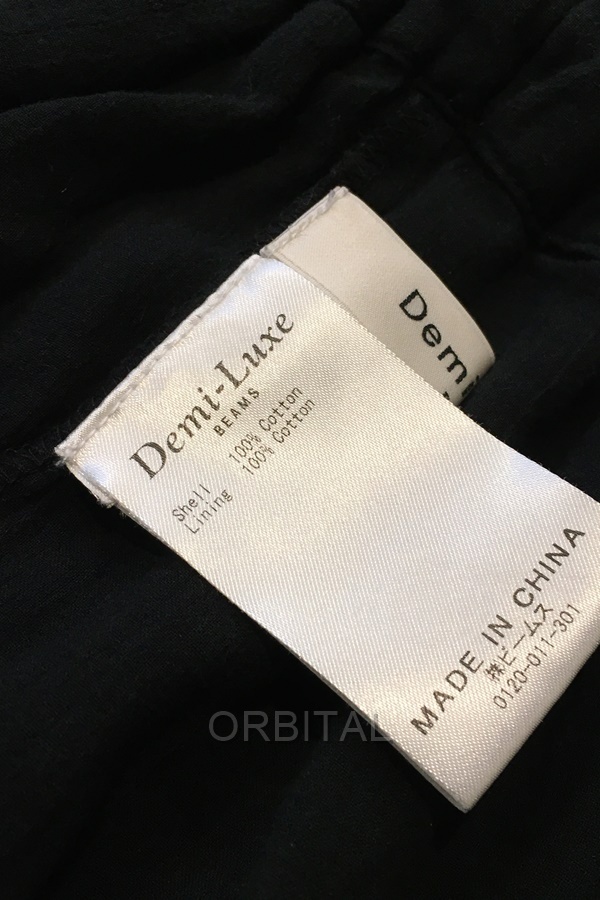 Demi-Luxe
BEAMS
Shell 100% Cotton
Lining 100% Cotton
MADE IN CHINA
㈱ビームス
0120-011-301
Demi
ORBITAL